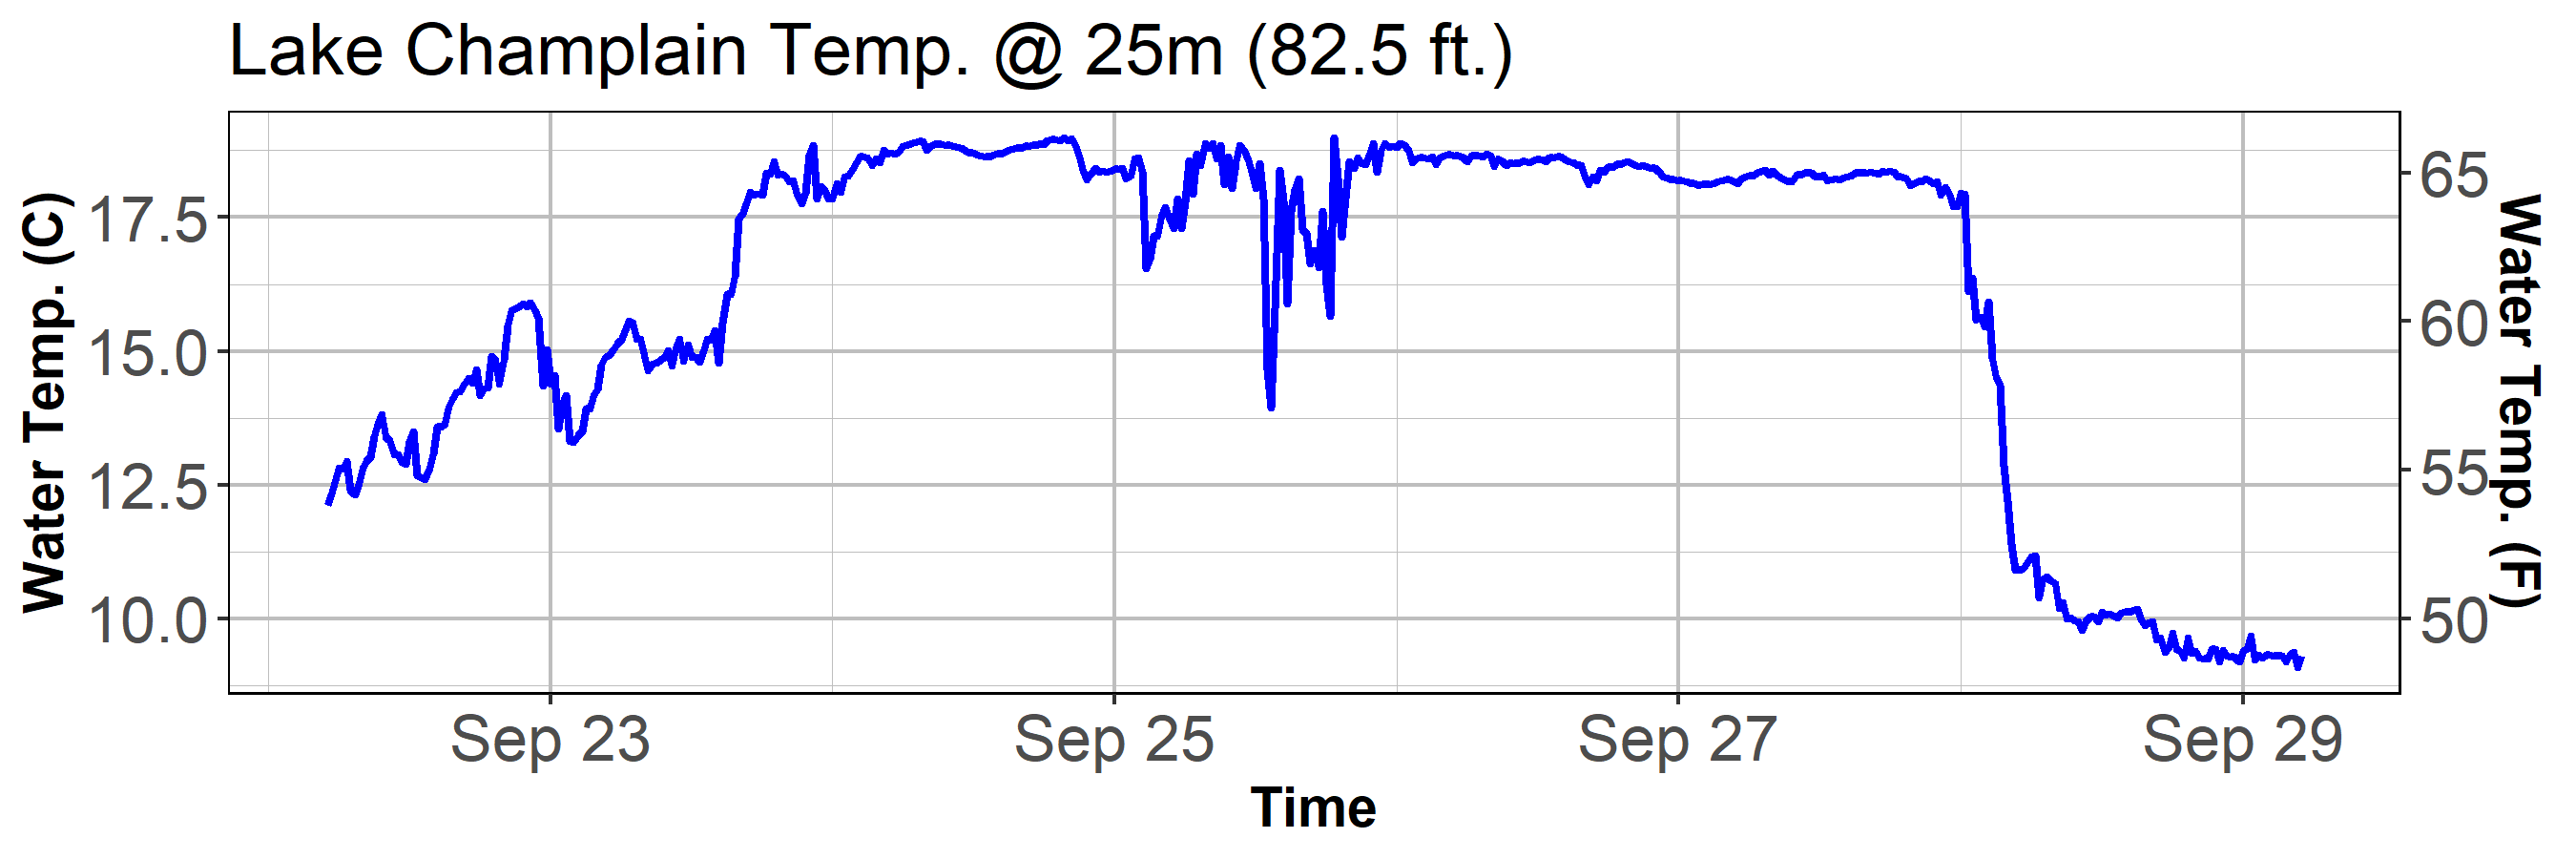 Lake Champlain Temp. @ 25m (82.5 ft.)
Water Temp. (C)
17.5
15.0
12.5
10.0
65
60
55
50
Water Temp. (F)
Sep 23
Sep 25
Sep 27
Sep 29
Time